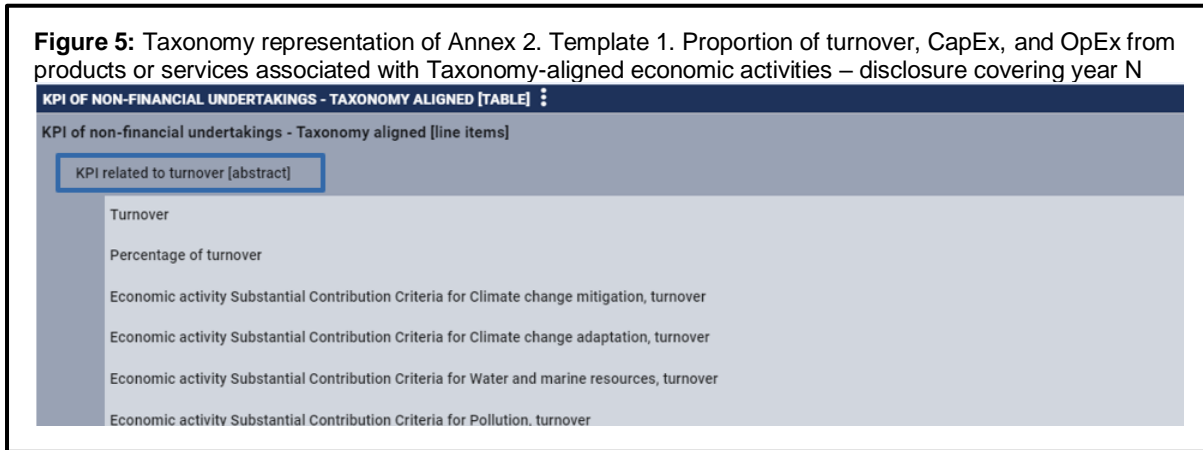 Figure 5: Taxonomy representation of Annex 2. Template 1. Proportion of turnover, CapEx, and OpEx from
products or services associated with Taxonomy-aligned economic activities – disclosure covering year N
KPI OF NON-FINANCIAL UNDERTAKINGS - TAXONOMY ALIGNED [TABLE]
KPI of non-financial undertakings - Taxonomy aligned [line items]
KPI related to turnover [abstract]
Turnover
Percentage of turnover
Economic activity Substantial Contribution Criteria for Climate change mitigation, turnover
Economic activity Substantial Contribution Criteria for Climate change adaptation, turnover
Economic activity Substantial Contribution Criteria for Water and marine resources, turnover
Economic activity Substantial Contribution Criteria for Pollution, turnover